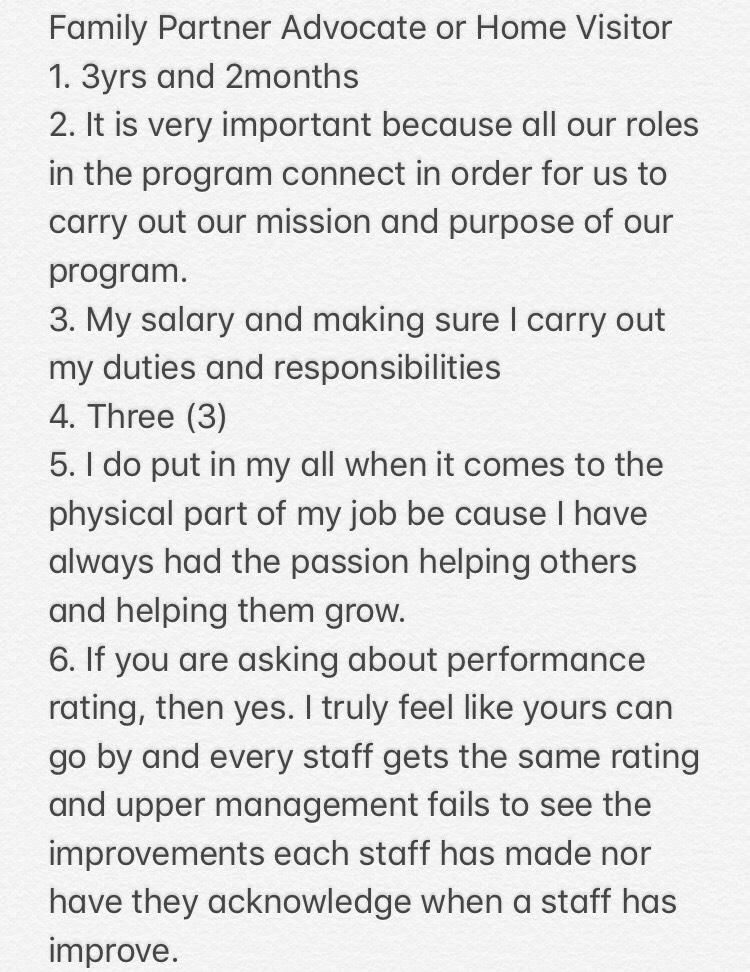 Family Partner Advocate or Home Visitor
1. 3yrs and 2months
2. It is very important because all our roles
in the program connect in order for us to
carry out our mission and purpose of our
program.
3. My salary and making sure I carry out
my duties and responsibilities
4. Three (3)
5. I do put in my all when it comes to the
physical part of my job be cause I have
always had the passion helping others
and helping them grow.
6. If you are asking about performance
rating, then yes. I truly feel like yours can
go by and every staff gets the same rating
and upper management fails to see the
improvements each staff has made nor
have they acknowledge when a staff has
improve.